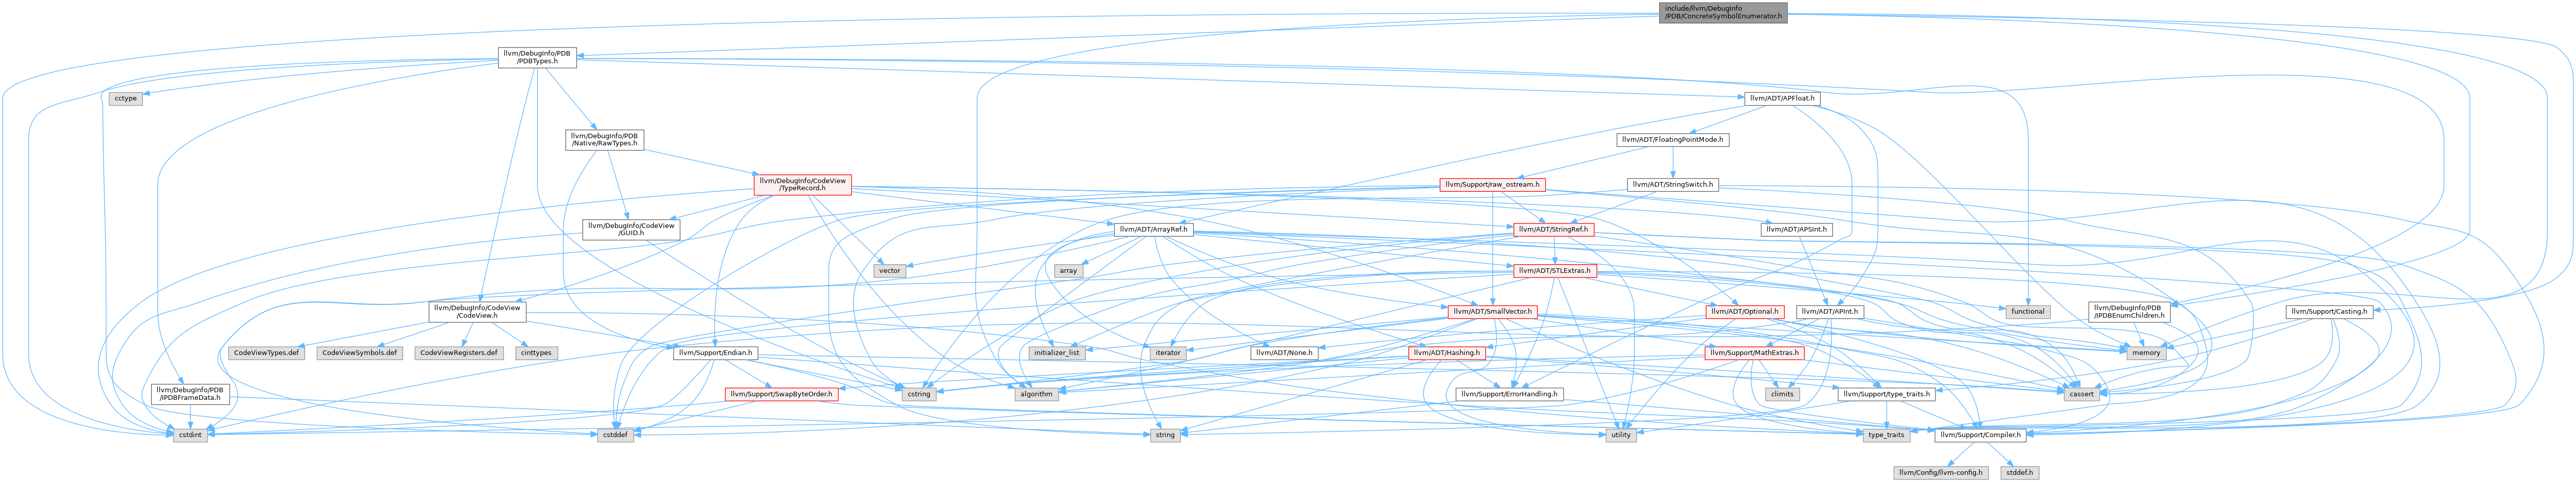 include/llvm/DebugInfo
/PDB/ConcreteSymbolEnumerator.h
llvm/DebugInfo/PDB
/PDBTypes.h
cctype
llvm/ADT/APFloat.h
llvm/DebugInfo/PDB
/Native/RawTypes.h
llvm/ADT/FloatingPointMode.h
llvm/DebugInfo/CodeView
/TypeRecord.h
llvm/Support/raw_ostream.h
llvm/ADT/StringSwitch.h
llvm/DebugInfo/CodeView
/GUID.h
llvm/ADT/ArrayRef.h
llvm/ADT/StringRef.h
llvm/ADT/APSInt.h
vector
array
llvm/ADT/STLExtras.h
llvm/DebugInfo/CodeView
/CodeView.h
llvm/ADT/SmallVector.h
llvm/ADT/Optional.h
llvm/ADT/APInt.h
functional
llvm/DebugInfo/PDB
/IPDBEnumChildren.h
llvm/Support/Casting.h
CodeViewTypes.def
CodeViewSymbols.def
CodeViewRegisters.def
cinttypes
llvm/Support/Endian.h
initializer_list
iterator
llvm/ADT/None.h
llvm/ADT/Hashing.h
llvm/Support/MathExtras.h
memory
llvm/DebugInfo/PDB
/IPDBFrameData.h
llvm/Support/SwapByteOrder.h
cstring
algorithm
llvm/Support/ErrorHandling.h
climits
llvm/Support/type_traits.h
cassert
cstdint
cstddef
string
utility
type_traits
llvm/Support/Compiler.h
llvm/Config/llvm-config.h
stddef.h